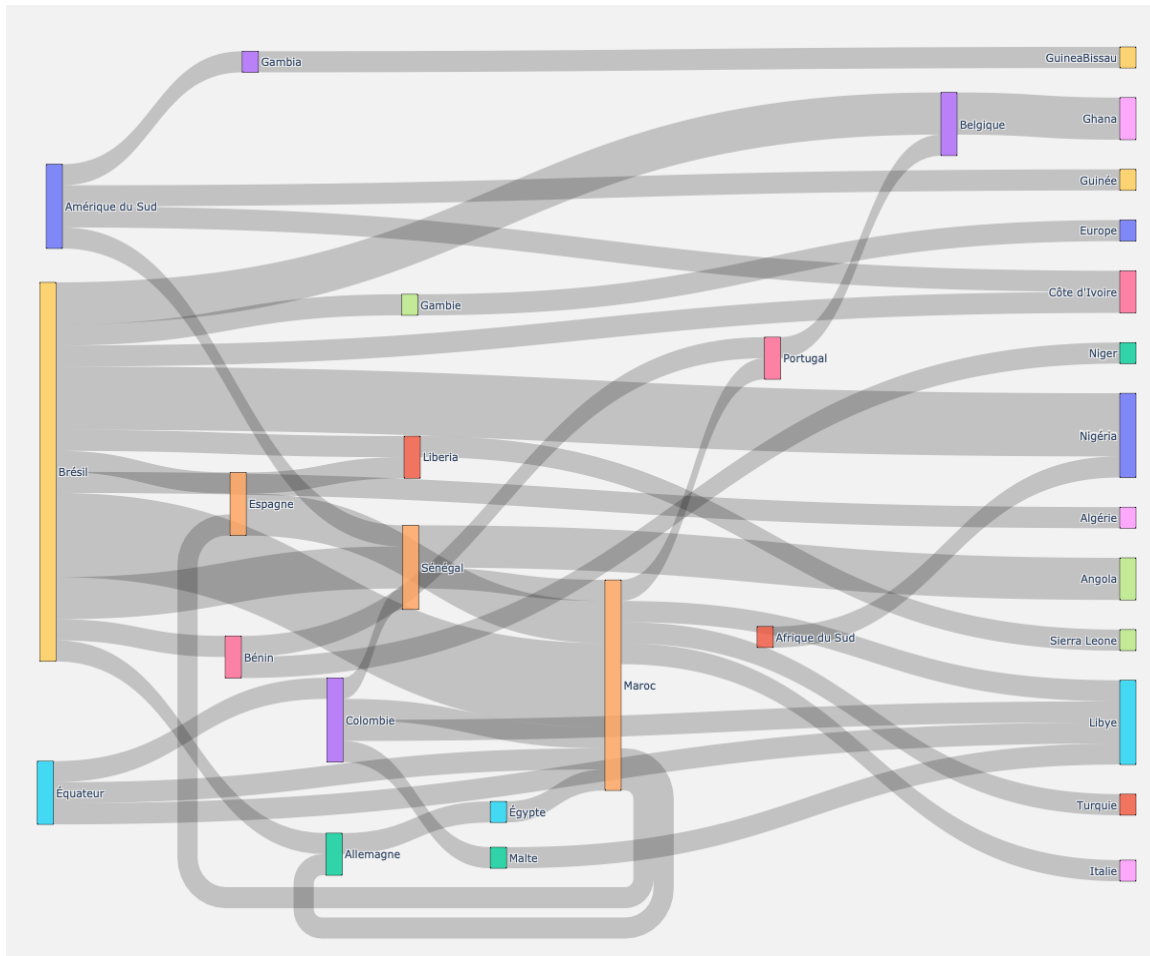 Gambia
GuineaBissau
Belgique
Ghana
Guinée
Amérique du Sud
Europe
Côte d'Ivoire
Gambie
Niger
Portugal
Nigéria
Liberia
Brésil
Espagne
Algérie
Sénégal
Angola
Afrique du Sud
Sierra Leone
Bénin
Maroc
Colombie
Libye
Équateur
Turquie
Égypte
Allemagne
Malte
Italie